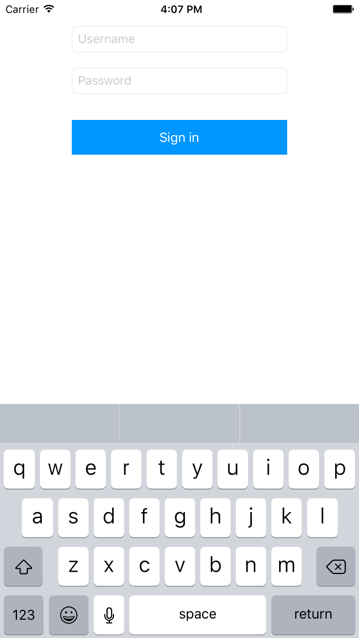 Carrier 4:07 PM
Username
Password
Sign in
q w e r t y u i o p
a s d f g h j k l
z x c v b n m
123 space return